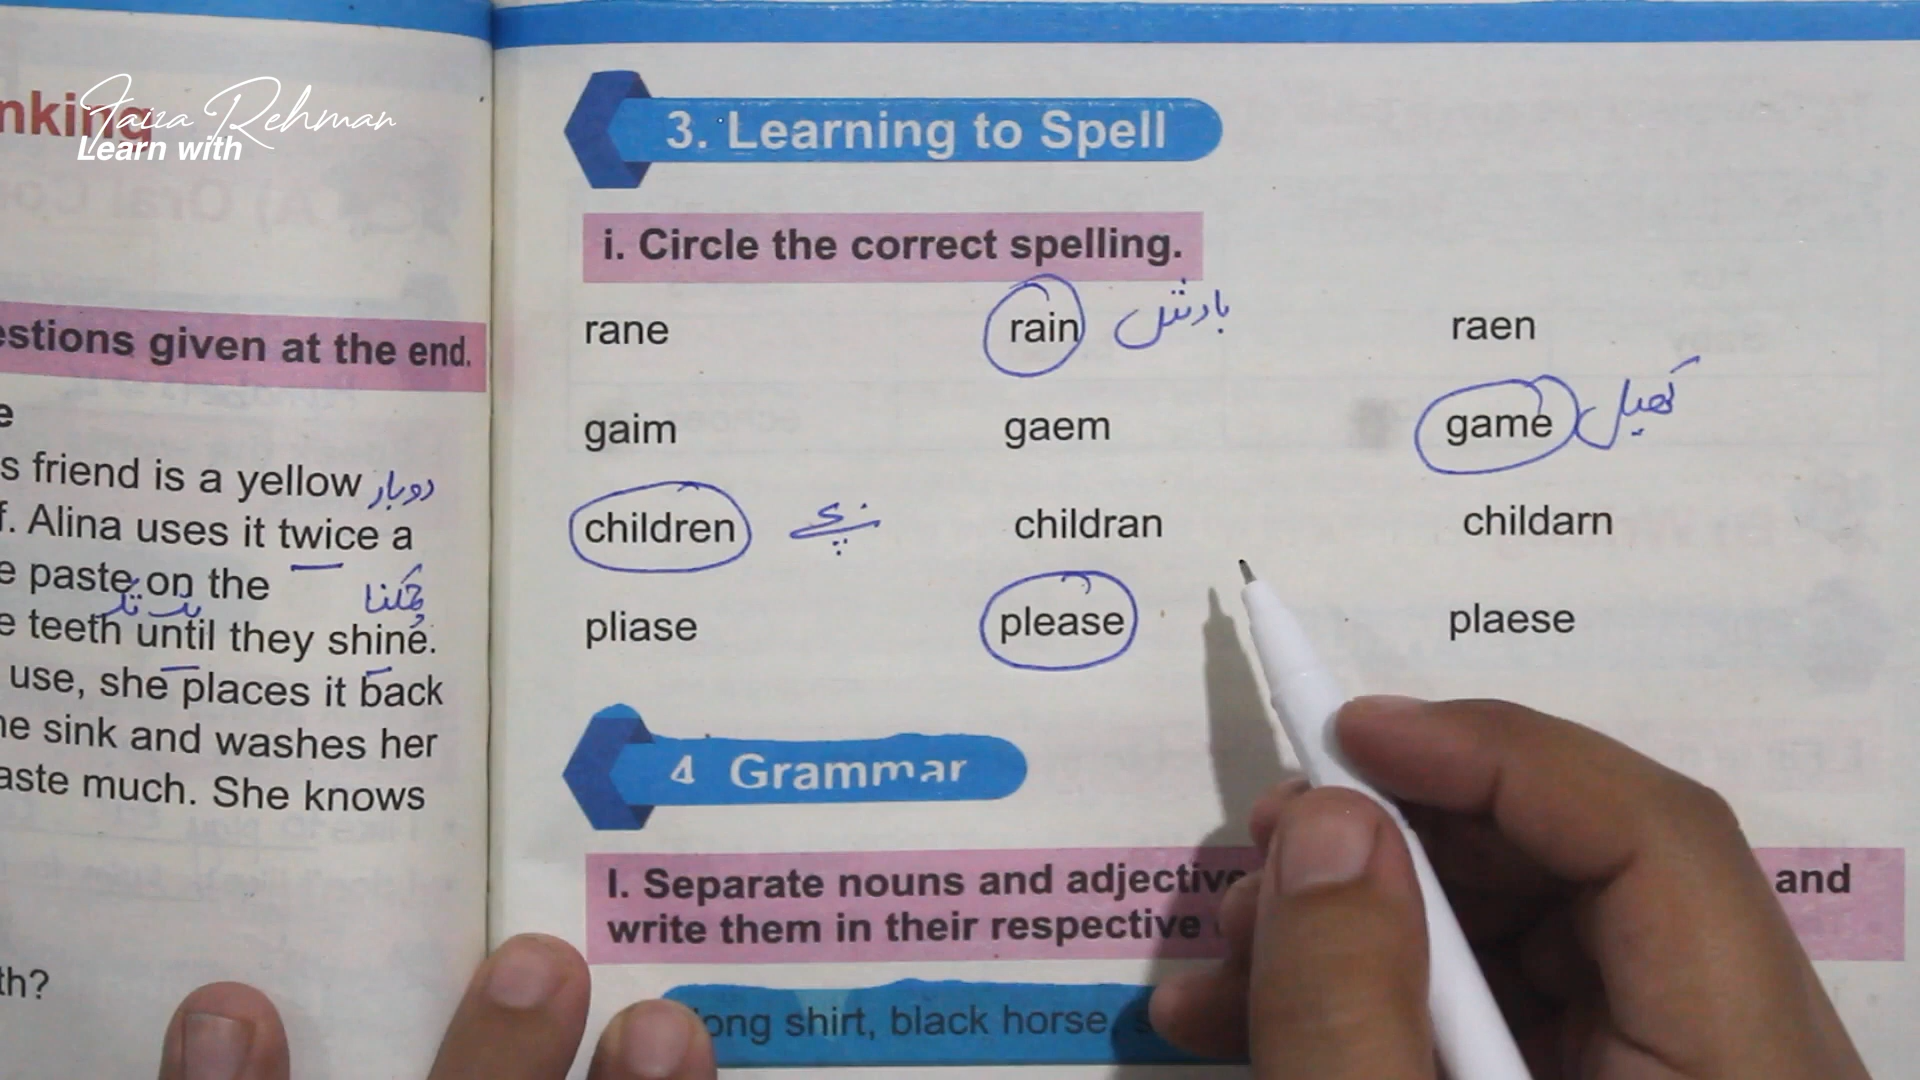 Faiza Rehman
Learn with
nking
estions given at the end.
e
s friend is a yellow دوبار
f. Alina uses it twice a
e paste on the چمکنا
e teeth until they shine.
use, she places it back
he sink and washes her
aste much. She knows
th?
3. Learning to Spell
i. Circle the correct spelling.
rane rain بارش raen
gaim gaem game کھیل
children بچے childran childarn
pliase please plaese
4 Grammar
I. Separate nouns and adjective and
write them in their respective
long shirt, black horse, s